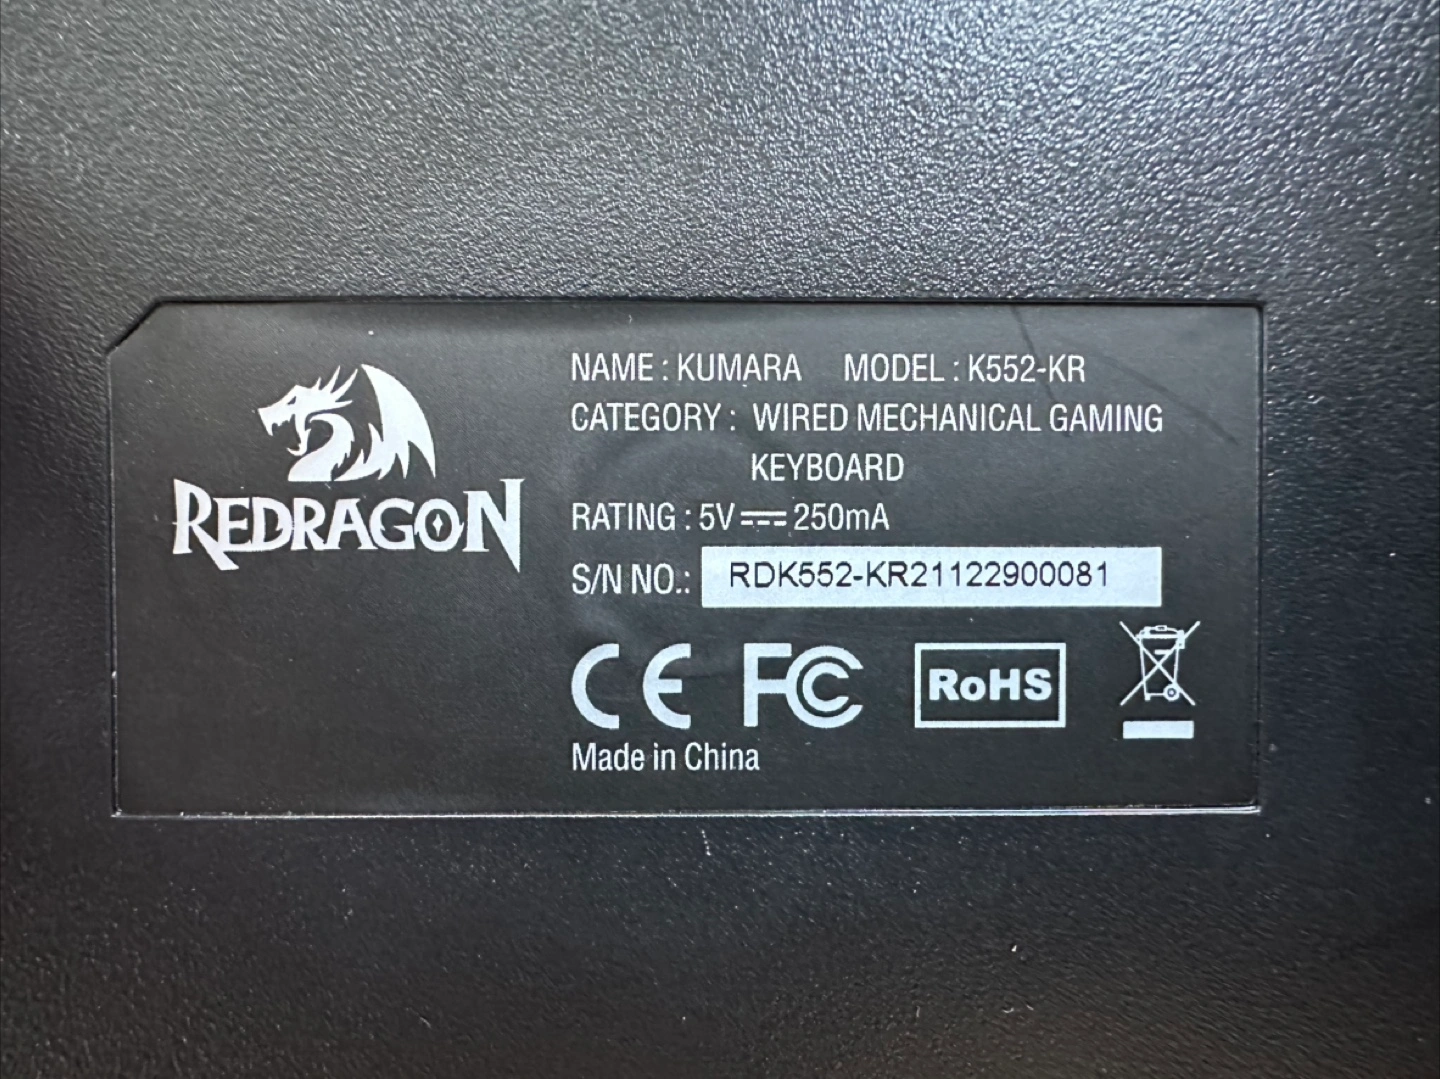 REDRAGON
NAME : KUMARA MODEL : K552-KR
CATEGORY : WIRED MECHANICAL GAMING
KEYBOARD
RATING : 5V⎓250mA
S/N NO.: RDK552-KR21122900081
CE FC RoHS
Made in China